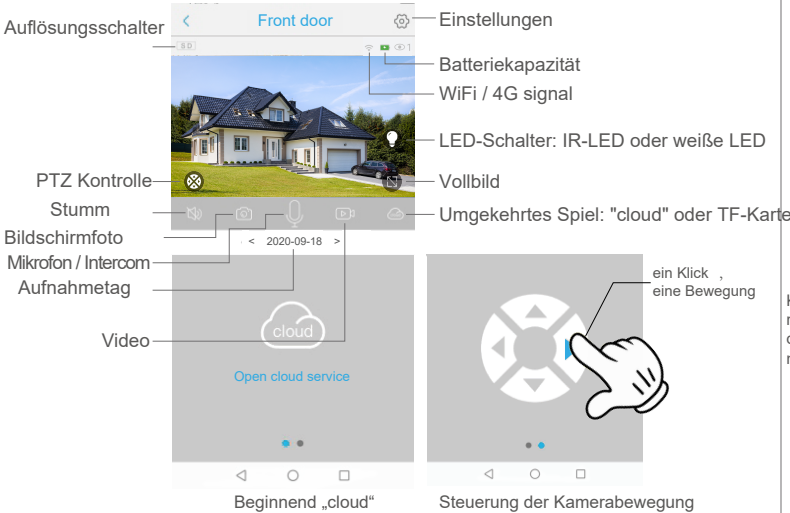 Auflösungsschalter
Front door
Einstellungen
SD
Batteriekapazität
WiFi / 4G signal
LED-Schalter: IR-LED oder weiße LED
PTZ Kontrolle
Vollbild
Stumm
Umgekehrtes Spiel: "cloud" oder TF-Karte
Bildschirmfoto
< 2020-09-18 >
Mikrofon / Intercom
Aufnahmetag
ein Klick ,
eine Bewegung
cloud
Video
Open cloud service
Beginnend „cloud“
Steuerung der Kamerabewegung